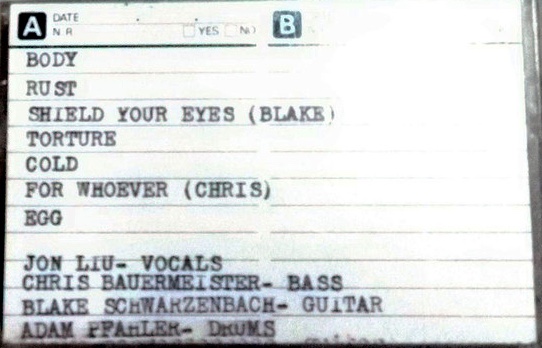 A DATE B
N R YES NO
BODY
RUST
SHIELD YOUR EYES (BLAKE)
TORTURE
COLD
FOR WHOEVER (CHRIS)
EGG
JON LIU- VOCALS
CHRIS BAUERMEISTER- BASS
BLAKE SCHWARZENBACH- GUITAR
ADAM PFAHLER- DRUMS